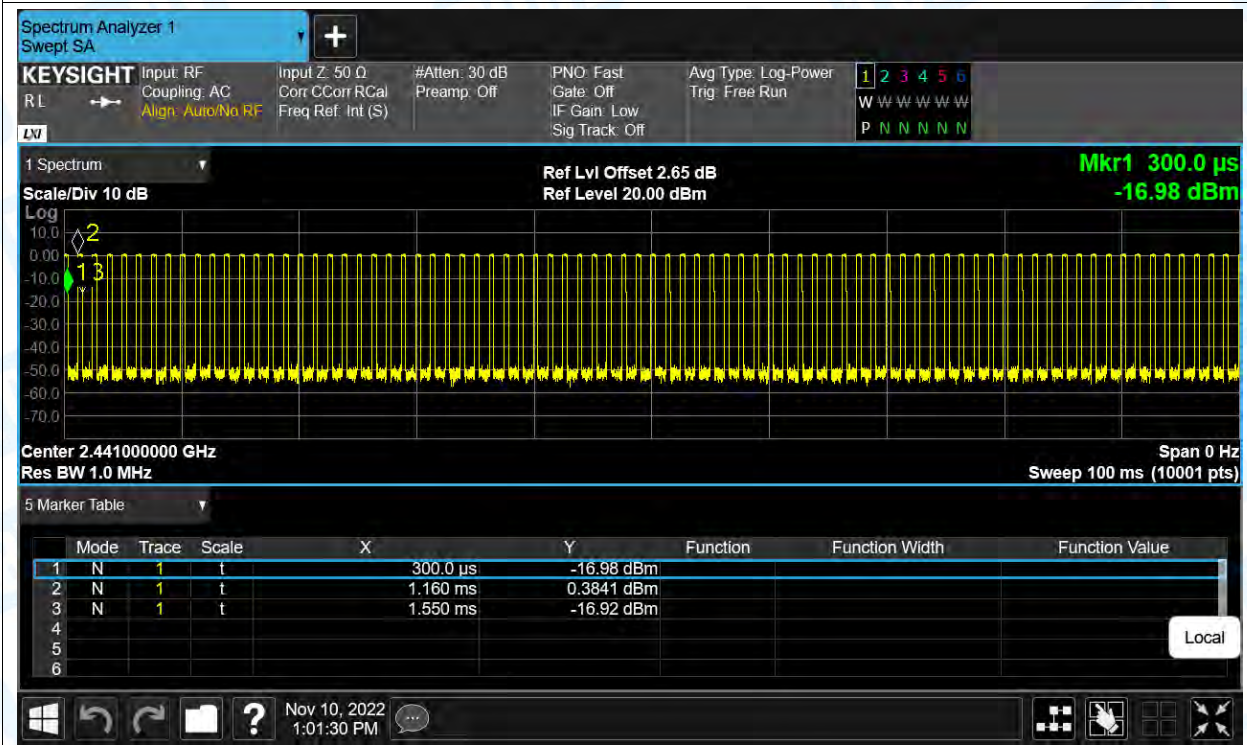 Spectrum Analyzer 1
Swept SA
+
KEYSIGHT Input: RF Input Z: 50 Ω #Atten: 30 dB PNO: Fast Avg Type: Log-Power 1 2 3 4 5 6
R L Coupling: AC Corr CCorr RCal Preamp: Off Gate: Off Trig: Free Run W W W W W W
Align: Auto/No RF Freq Ref: Int (S) IF Gain: Low
LXI Sig Track: Off P N N N N N
1 Spectrum Ref Lvl Offset 2.65 dB Mkr1 300.0 µs
Scale/Div 10 dB Ref Level 20.00 dBm -16.98 dBm
Log
10.0
2
0.00
1 3
-10.0
-20.0
-30.0
-40.0
-50.0
-60.0
-70.0
Center 2.441000000 GHz Span 0 Hz
Res BW 1.0 MHz Sweep 100 ms (10001 pts)
5 Marker Table
Mode Trace Scale X Y Function Function Width Function Value
1 N 1 t 300.0 µs -16.98 dBm
2 N 1 t 1.160 ms 0.3841 dBm
3 N 1 t 1.550 ms -16.92 dBm
4
5
6
Local
? Nov 10, 2022
1:01:30 PM